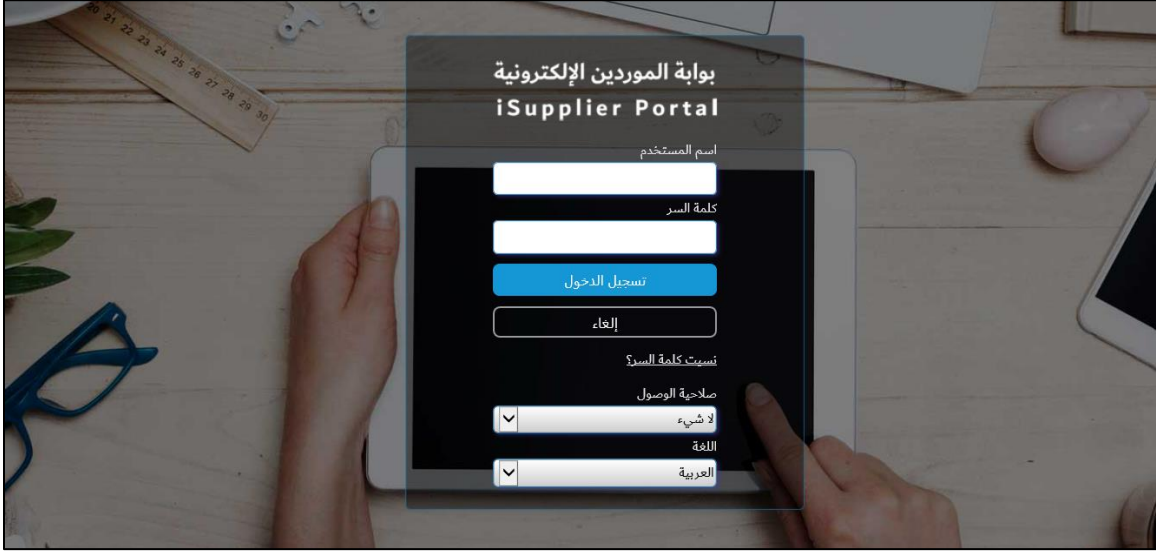 20 21 22 23 24 25 26 27 28 29 30
بوابة الموردين الإلكترونية
iSupplier Portal
اسم المستخدم
كلمة السر
تسجيل الدخول
إلغاء
نسيت كلمة السر؟
صلاحية الوصول
لا شيء
اللغة
العربية